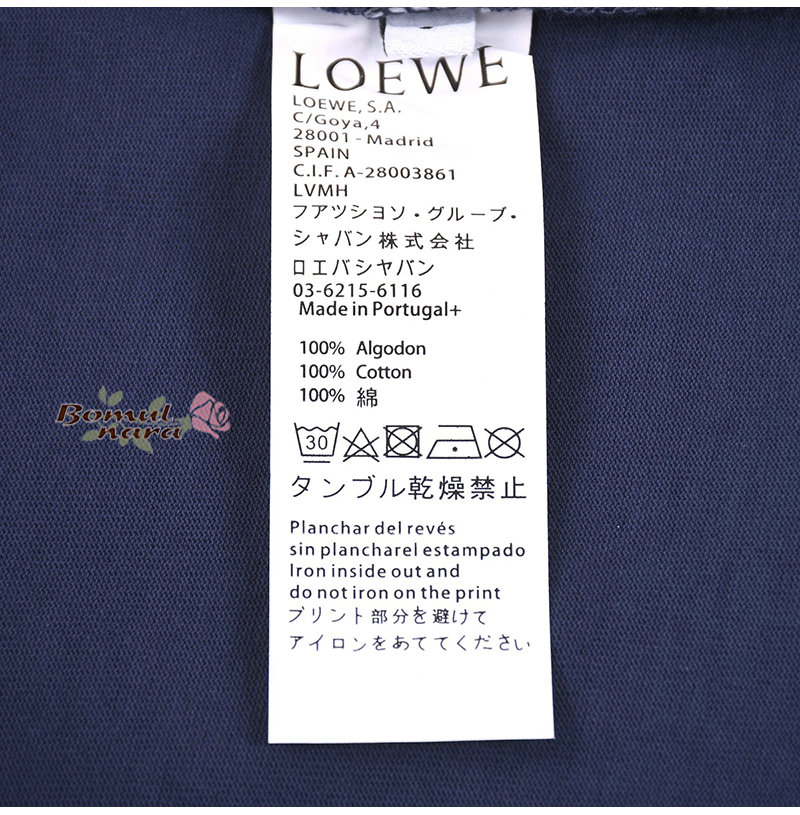 LOEWE
LOEWE, S.A.
C/Goya,4
28001 - Madrid
SPAIN
C.I.F. A-28003861
LVMH
フアツシヨソ・グループ・
シャバン株式会社
ロエバシヤバン
03-6215-6116
Made in Portugal+
100% Algodon
100% Cotton
100% 綿
30
タンブル乾燥禁止
Planchar del revés
sin plancharel estampado
Iron inside out and
do not iron on the print
プリント部分を避けて
アイロンをあててください
Bomul
nara